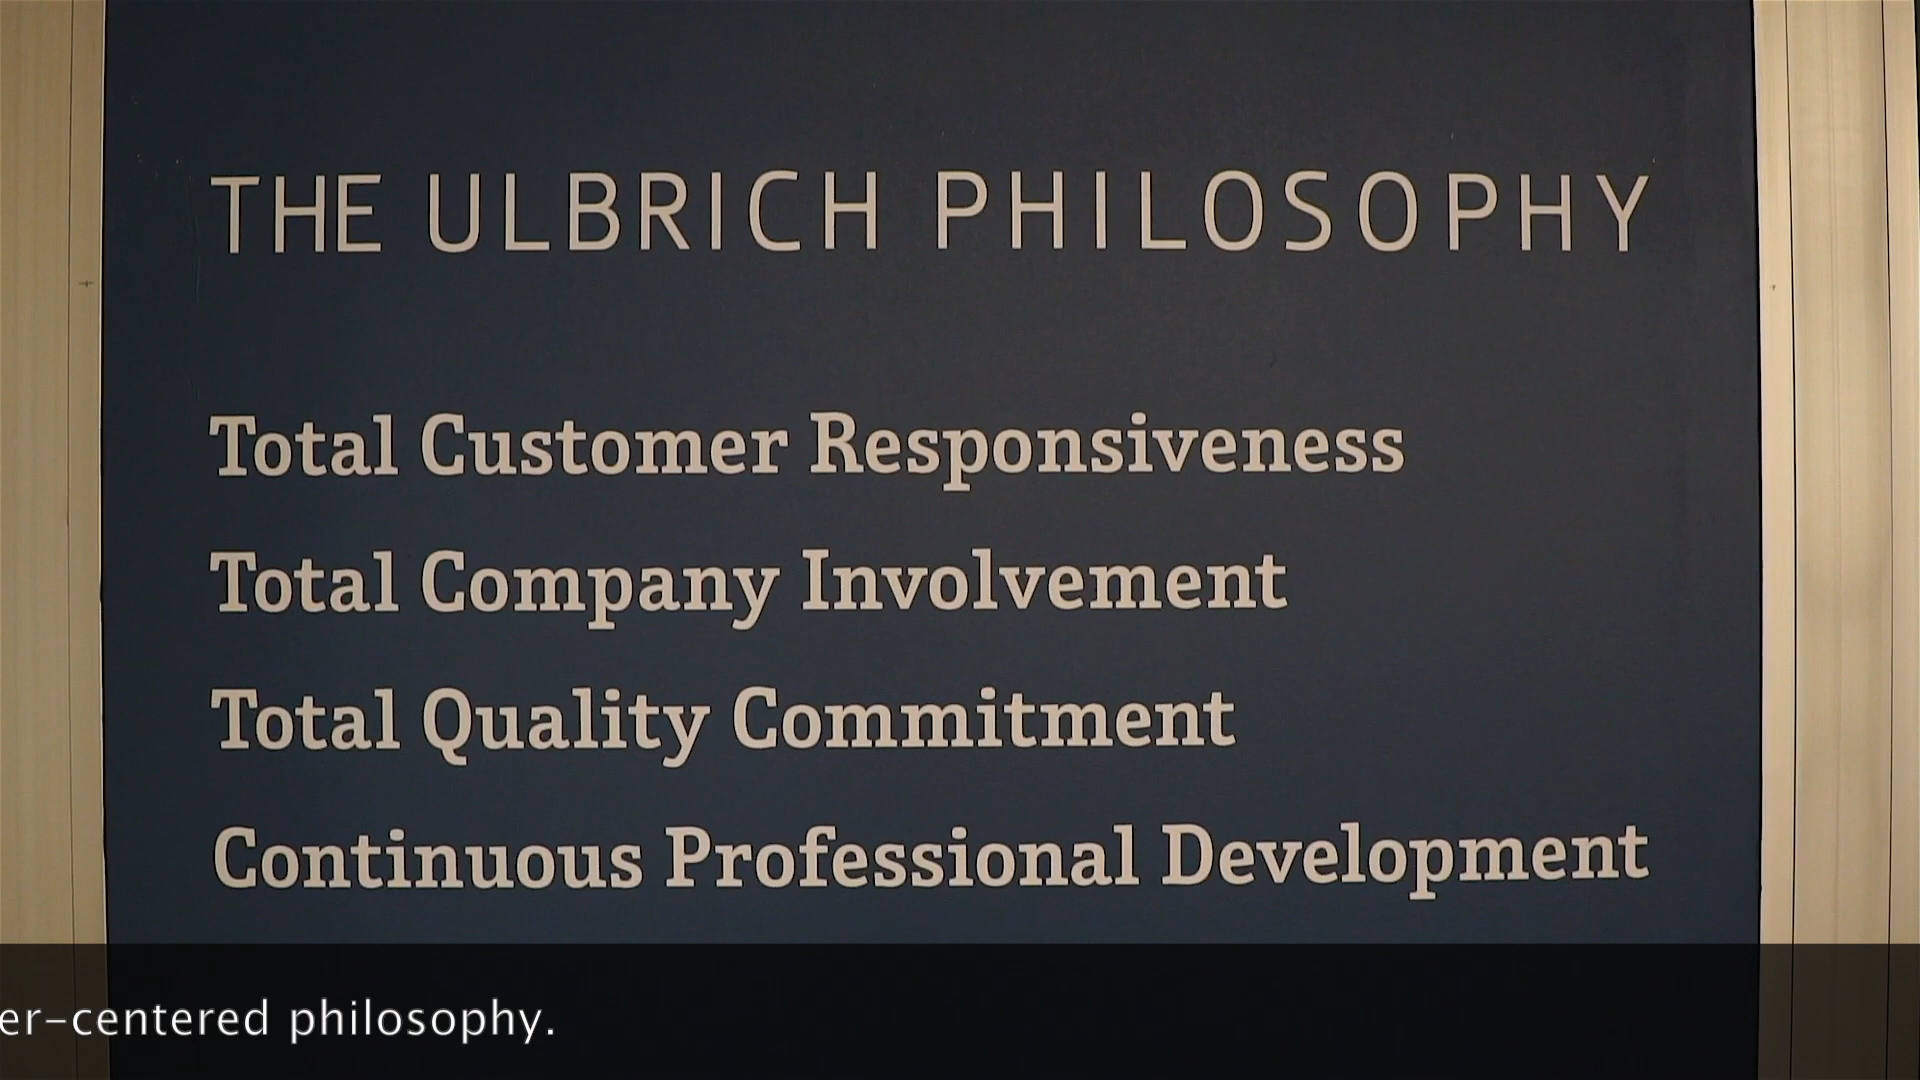 THE ULBRICH PHILOSOPHY
Total Customer Responsiveness
Total Company Involvement
Total Quality Commitment
Continuous Professional Development
er-centered philosophy.